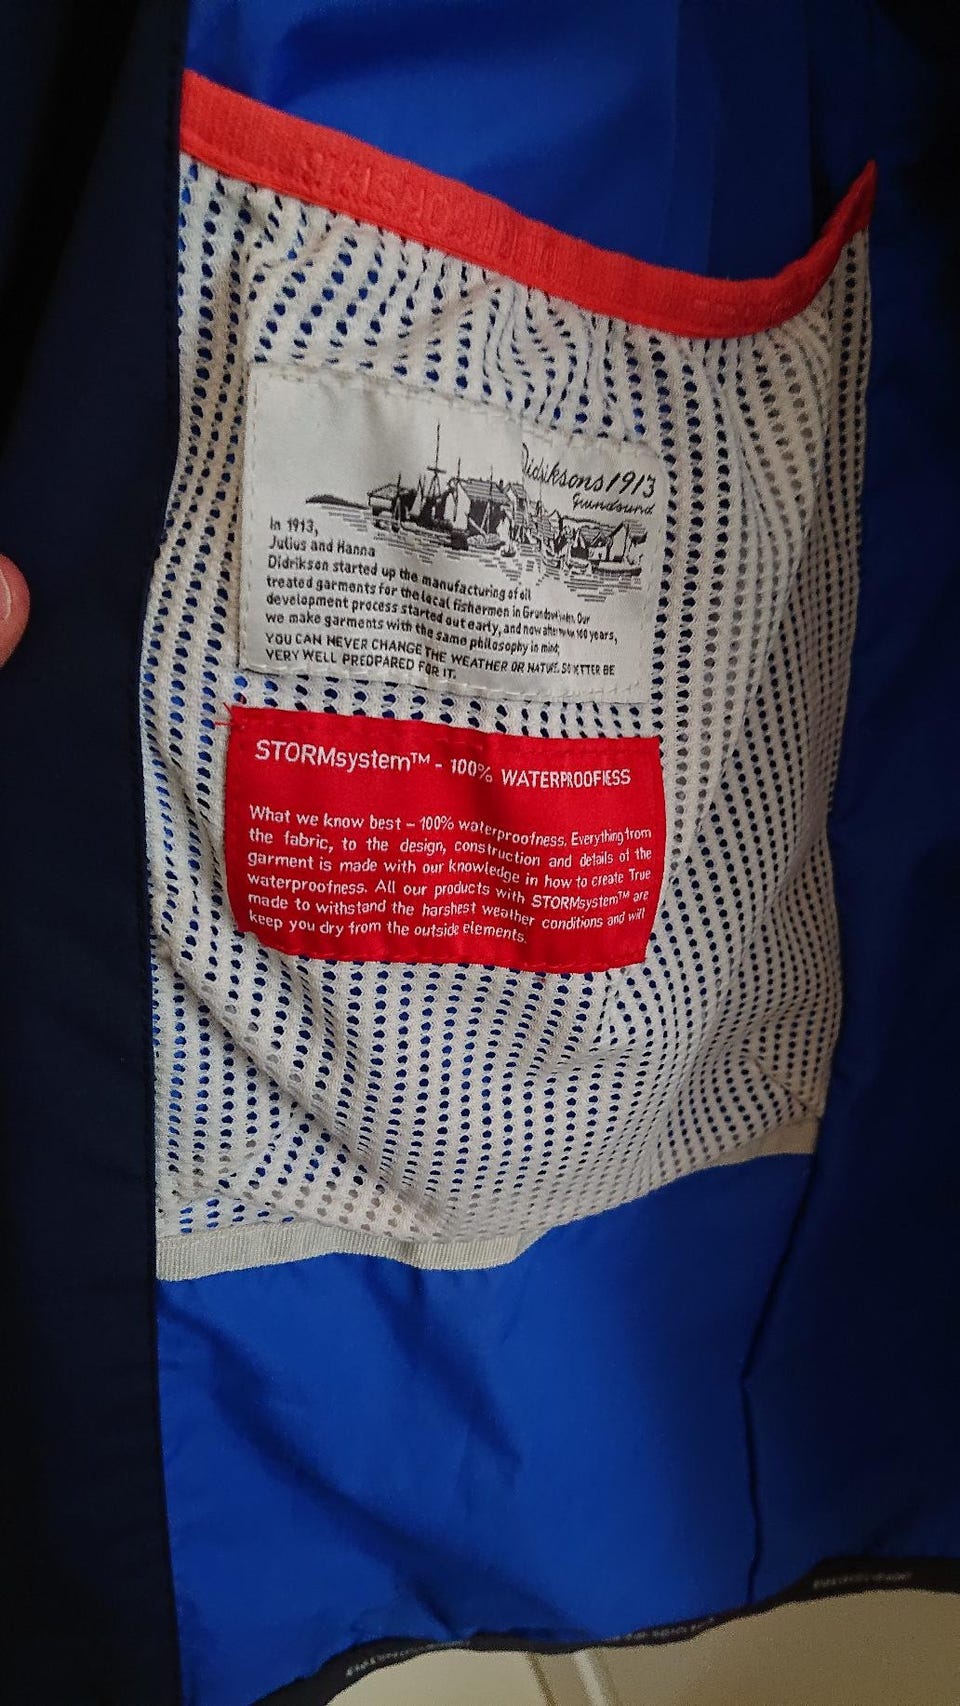 Didriksons1913
Grundsund
In 1913,
Julius and Hanna
Didrikson started up the manufacturing of oil
treated garments for the local fishermen in Our
development process started out early, and now 100 years,
we make garments with the same philosophy in mind;
YOU CAN NEVER CHANGE THE WEATHER OR NATURE. SO BE
VERY WELL PREDPARED FOR IT.
STORMsystem™ - 100% WATERPROOFNESS
What we know best – 100% waterproofness. Everything from
the fabric, to the design, construction and details of the
garment is made with our knowledge in how to create True
waterproofness. All our products with STORMsystem™ are
made to withstand the harshest weather conditions and will
keep you dry from the outside elements.